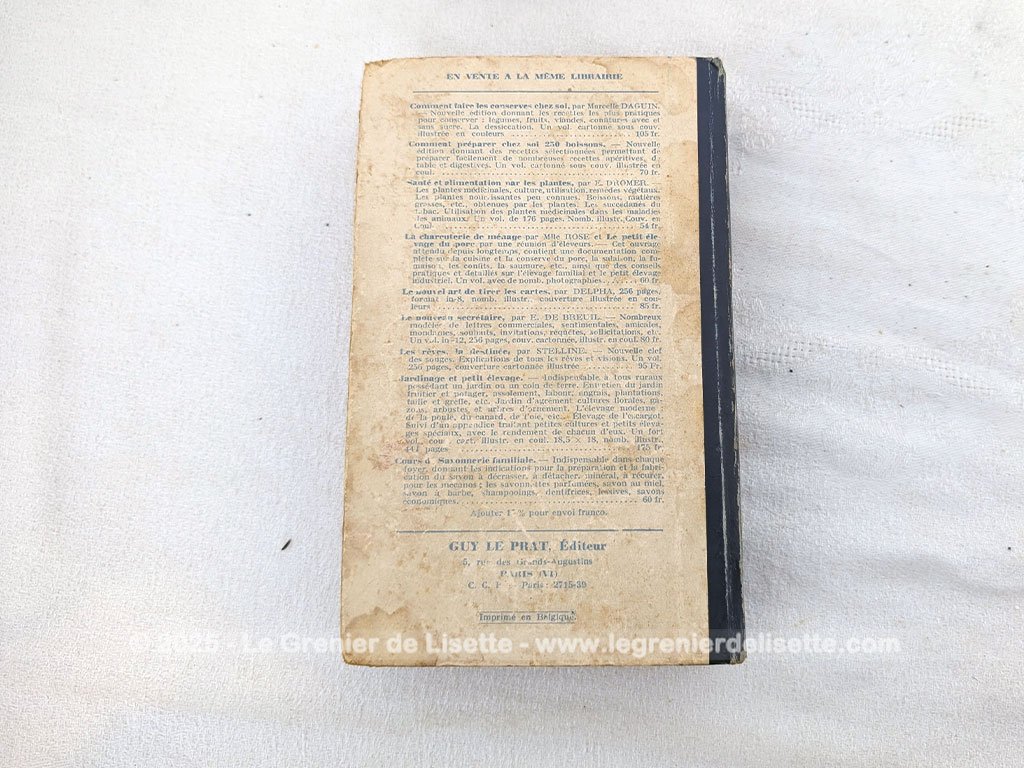 EN VENTE A LA MÊME LIBRAIRIE
Comment faire les conserves chez soi, par Marcelle DAGUIN.
— Nouvelle édition donnant les recettes les plus pratiques
pour conserver : légumes, fruits, viandes, confitures avec et
sans sucre. La dessiccation. Un vol. cartonné sous couv.
illustrée en couleurs . . . 105 fr.
Comment préparer chez soi 250 boissons. — Nouvelle
édition donnant des recettes sélectionnées permettant de
préparer facilement de nombreuses recettes apéritives, de
table et digestives. Un vol. cartonné sous couv. illustrée en
coul. . . . 70 fr.
Santé et alimentation par les plantes, par E. DROMER. —
Les plantes médicinales, culture, utilisation, remèdes végétaux.
Les plantes nourissantes peu connues. Boissons, matières
grasses, etc., obtenues par les plantes. Les succédanés du
tabac. Utilisation des plantes médicinales dans les maladies
des animaux. Un vol. de 176 pages. Nomb. illustr. Couv. en
Coul. . . . 54 fr.
La charcuterie de ménage par Mlle ROSE et Le petit éle-
vage du porc par une réunion d'éleveurs. — Cet ouvrage
attendu depuis longtemps, contient une documentation com-
plète sur la cuisine et la conserve du porc, la salaison, la fu-
maison, les confits, la saumure, etc., ainsi que des conseils
pratiques et détaillés sur l'élevage familial et le petit élevage
industriel. Un vol. avec de nomb. photographies. . . . 60 fr.
Le nouvel art de tirer les cartes, par DELPHA, 256 pages,
format in-8, nomb. illustr. couverture illustrée en cou-
leurs . . . 85 fr.
Le nouveau secrétaire, par E. DE BREUIL. — Nombreux
modèles de lettres commerciales, sentimentales, amicales,
mondaines, souhaits, invitations, requêtes, sollicitations, etc.
Un vol. in-12, 256 pages, couv. cartonnée, illustr. en coul. 80 fr.
Les rêves, la destinée, par STELLINE. — Nouvelle clef
des songes. Explications de tous les rêves et visions. Un vol.
256 pages, couverture cartonnée illustrée . . . 95 Fr.
Jardinage et petit élevage. — Indispensable à tous ruraux
possédant un jardin ou un coin de terre. Entretien du jardin
fruitier et potager, assolement, labour, engrais, plantations,
taille et greffe, etc. Jardin d'agrément cultures florales, ga-
zons, arbustes et arbres d'ornement. L'élevage moderne :
de la poule, du canard, de l'oie, etc... Élevage de l'escargot.
Suivi d'un appendice traitant petites cultures et petits éleva-
ges spéciaux, avec le rendement de chacun d'eux. Un fort
vol. couv. cart. illustr. en coul. 18,5 × 18, nomb. illustr.,
444 pages . . . 175 fr.
Cours d Savonnerie familiale. — Indispensable dans chaque
foyer, donnant les indications pour la préparation et la fabri-
cation du savon à décrasser, à détacher, minéral, à récurer,
pour les mécanos ; les savonnettes parfumées, savon au miel,
savon à barbe, shampooings, dentifrices, lessives, savons
économiques. . . . 60 fr.
Ajouter % pour envoi franco.
GUY LE PRAT, Éditeur
5, rue des Grands-Augustins
PARIS (VI)
C. C. P. Paris : 2715-39
Imprimé en Belgique.
2025 - Le Grenier de Lisette - www.legrenierdelisette.com